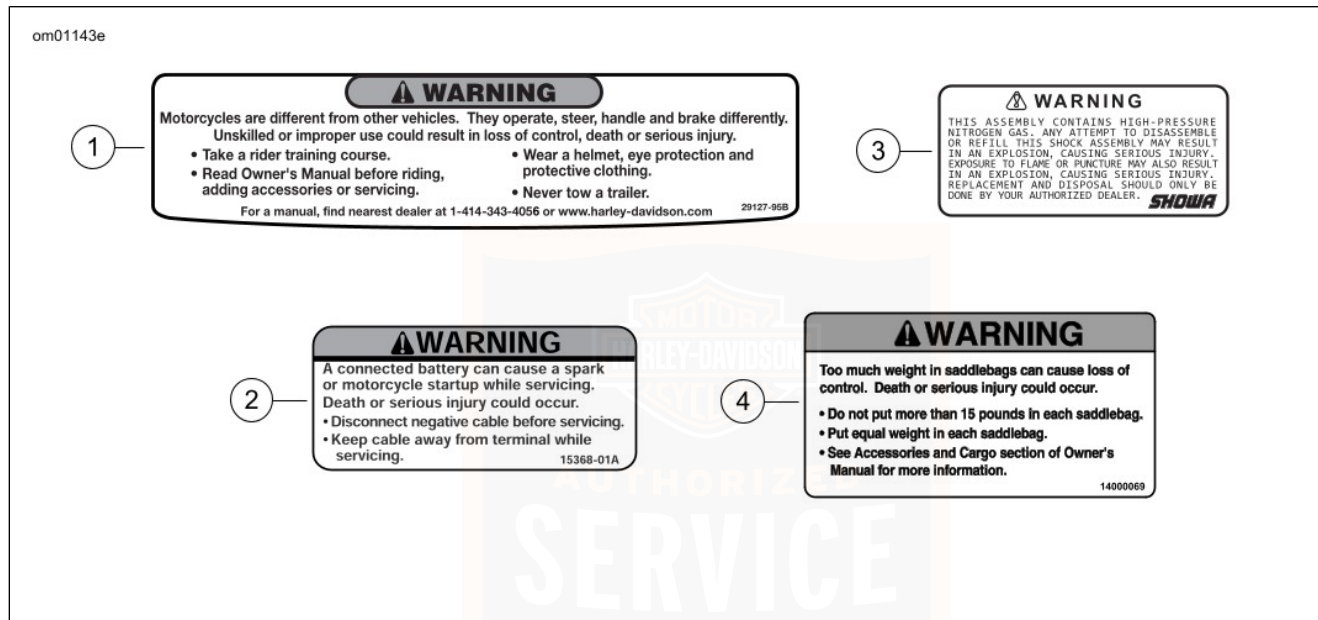 om01143e
1
WARNING
Motorcycles are different from other vehicles. They operate, steer, handle and brake differently.
Unskilled or improper use could result in loss of control, death or serious injury.
• Take a rider training course.
• Read Owner's Manual before riding,
adding accessories or servicing.
• Wear a helmet, eye protection and
protective clothing.
• Never tow a trailer.
For a manual, find nearest dealer at 1-414-343-4056 or www.harley-davidson.com
29127-95B
3
WARNING
THIS ASSEMBLY CONTAINS HIGH-PRESSURE
NITROGEN GAS. ANY ATTEMPT TO DISASSEMBLE
OR REFILL THIS SHOCK ASSEMBLY MAY RESULT
IN AN EXPLOSION, CAUSING SERIOUS INJURY.
EXPOSURE TO FLAME OR PUNCTURE MAY ALSO RESULT
IN AN EXPLOSION, CAUSING SERIOUS INJURY.
REPLACEMENT AND DISPOSAL SHOULD ONLY BE
DONE BY YOUR AUTHORIZED DEALER. SHOWA
2
WARNING
A connected battery can cause a spark
or motorcycle startup while servicing.
Death or serious injury could occur.
• Disconnect negative cable before servicing.
• Keep cable away from terminal while
servicing.
15368-01A
4
WARNING
Too much weight in saddlebags can cause loss of
control. Death or serious injury could occur.
• Do not put more than 15 pounds in each saddlebag.
• Put equal weight in each saddlebag.
• See Accessories and Cargo section of Owner's
Manual for more information.
14000069
MOTOR
HARLEY-DAVIDSON
CYCLES
AUTHORIZED
SERVICE